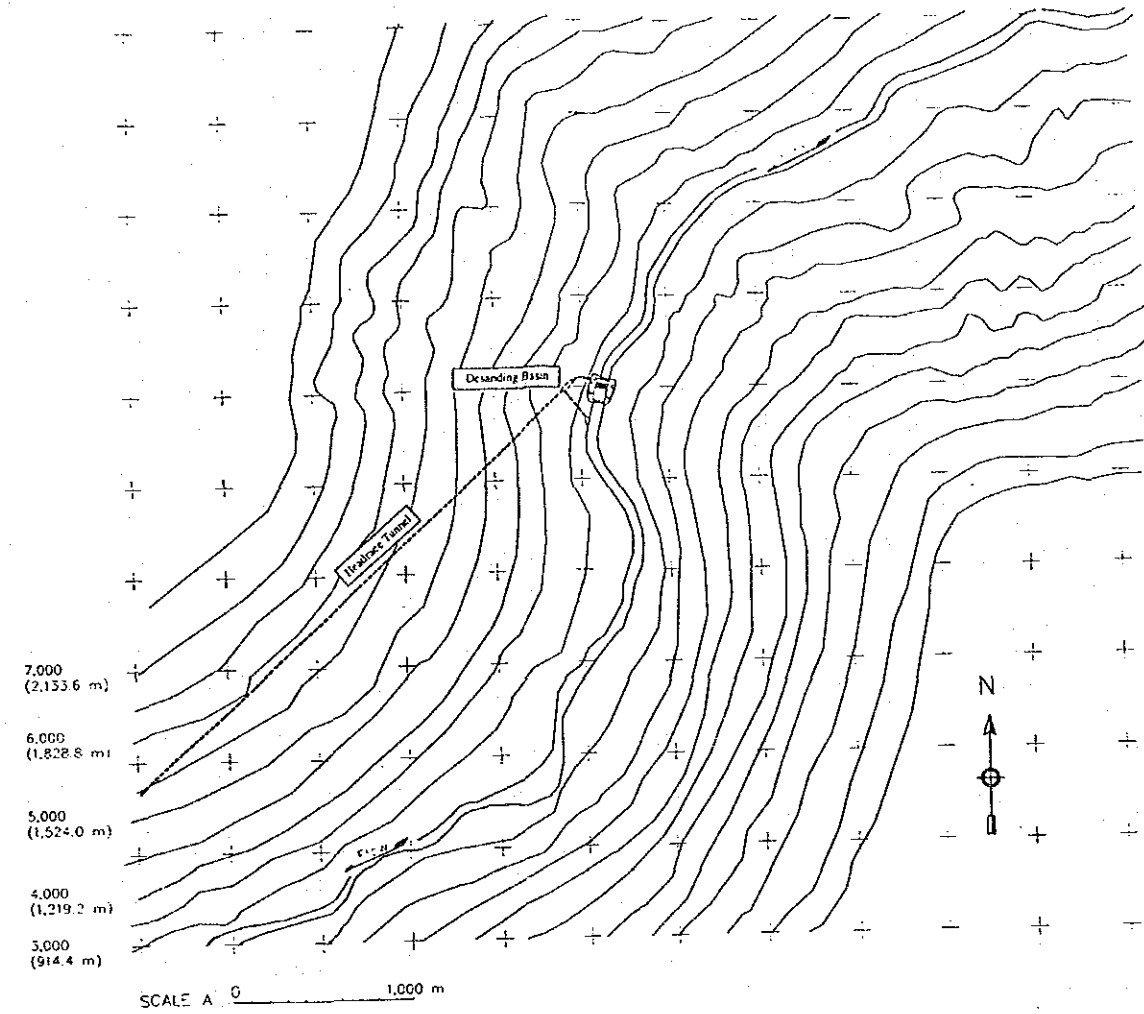 Desanding Basin
Headrace Tunnel
7,000
(2,133.6 m)
6,000
(1,828.8 m)
5,000
(1,524.0 m)
4,000
(1,219.2 m)
3,000
(914.4 m)
N
SCALE A 0 1,000 m